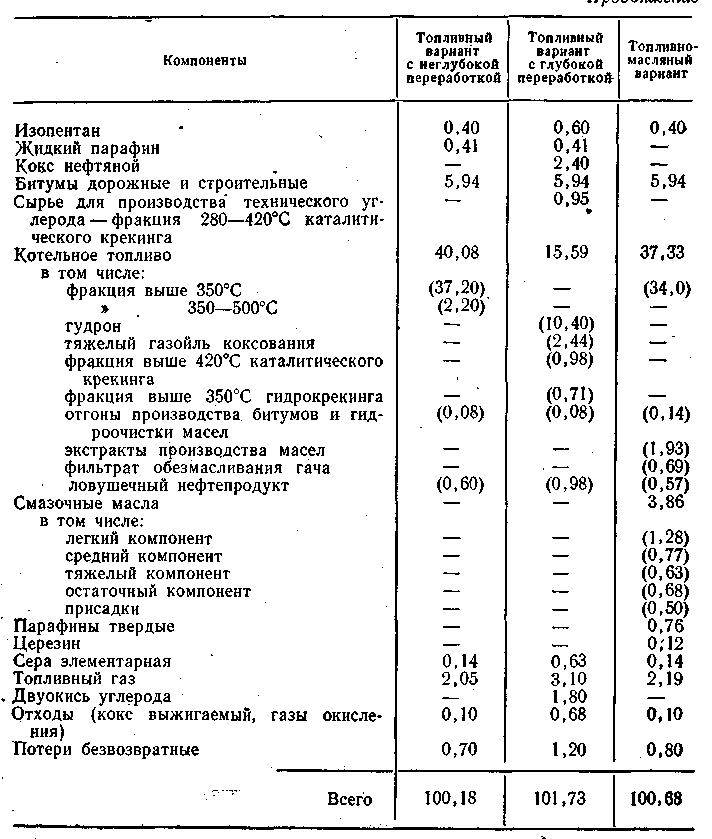 Продолжение
Компоненты | Топливный вариант с неглубокой переработкой | Топливный вариант с глубокой переработкой | Топливно-масляный вариант
Изопентан 0,40 0,60 0,40
Жидкий парафин 0,41 0,41 —
Кокс нефтяной — 2,40 —
Битумы дорожные и строительные 5,94 5,94 5,94
Сырье для производства технического уг- — 0,95 —
лерода — фракция 280—420°С каталити-
ческого крекинга
Котельное топливо 40,08 15,59 37,33
в том числе:
фракция выше 350°С (37,20) — (34,0)
» 350—500°С (2,20) — —
гудрон — (10,40) —
тяжелый газойль коксования — (2,44) —
фракция выше 420°С каталитического — (0,98) —
крекинга
фракция выше 350°С гидрокрекинга — (0,71) —
отгоны производства битумов и гид- (0,08) (0,08) (0,14)
роочистки масел
экстракты производства масел — — (1,93)
фильтрат обезмасливания гача — — (0,69)
ловушечный нефтепродукт (0,60) (0,98) (0,57)
Смазочные масла — — 3,86
в том числе:
легкий компонент — — (1,28)
средний компонент — — (0,77)
тяжелый компонент — — (0,63)
остаточный компонент — — (0,68)
присадки — — (0,50)
Парафины твердые — — 0,76
Церезин — — 0,12
Сера элементарная 0,14 0,63 0,14
Топливный газ 2,05 3,10 2,19
Двуокись углерода — 1,80 —
Отходы (кокс выжигаемый, газы окисле- 0,10 0,68 0,10
ния)
Потери безвозвратные 0,70 1,20 0,80
Всего 100,18 101,73 100,68